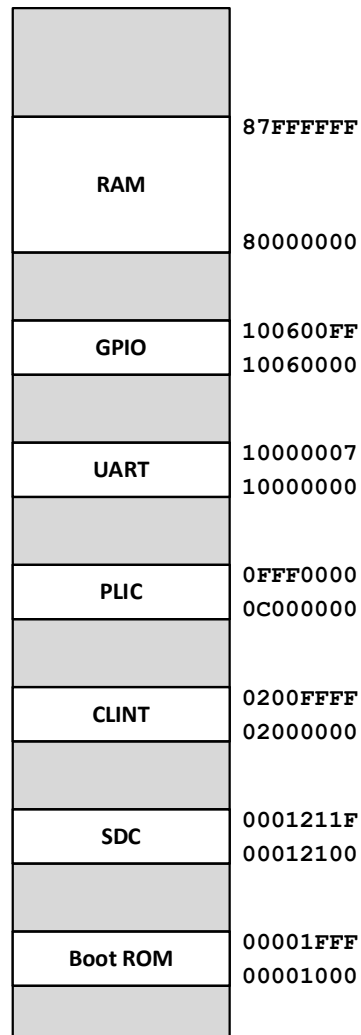 87FFFFFF
RAM
80000000
100600FF
GPIO
10060000
10000007
UART
10000000
0FFF0000
PLIC
0C000000
0200FFFF
CLINT
02000000
0001211F
SDC
00012100
00001FFF
Boot ROM
00001000